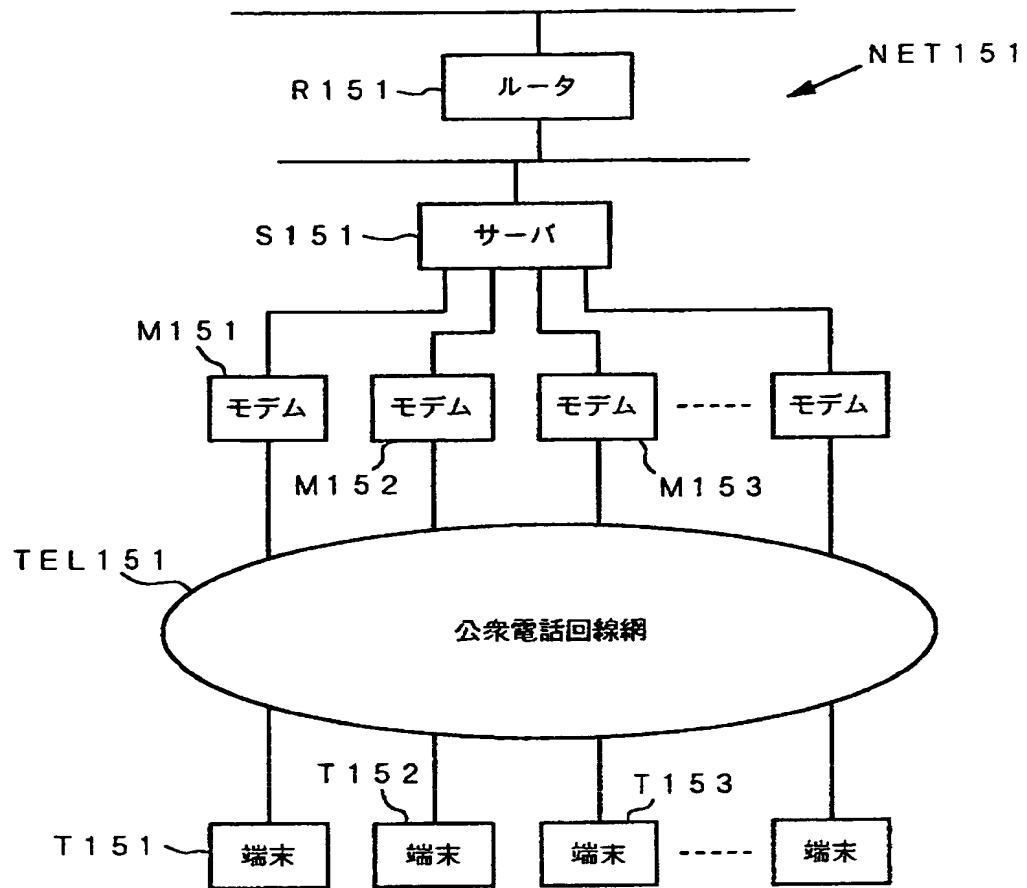 NET151
R151
ルータ
S151
サーバ
M151
モデム
モデム
モデム
モデム
M152
M153
TEL151
公衆電話回線網
T152
T153
T151
端末
端末
端末
端末